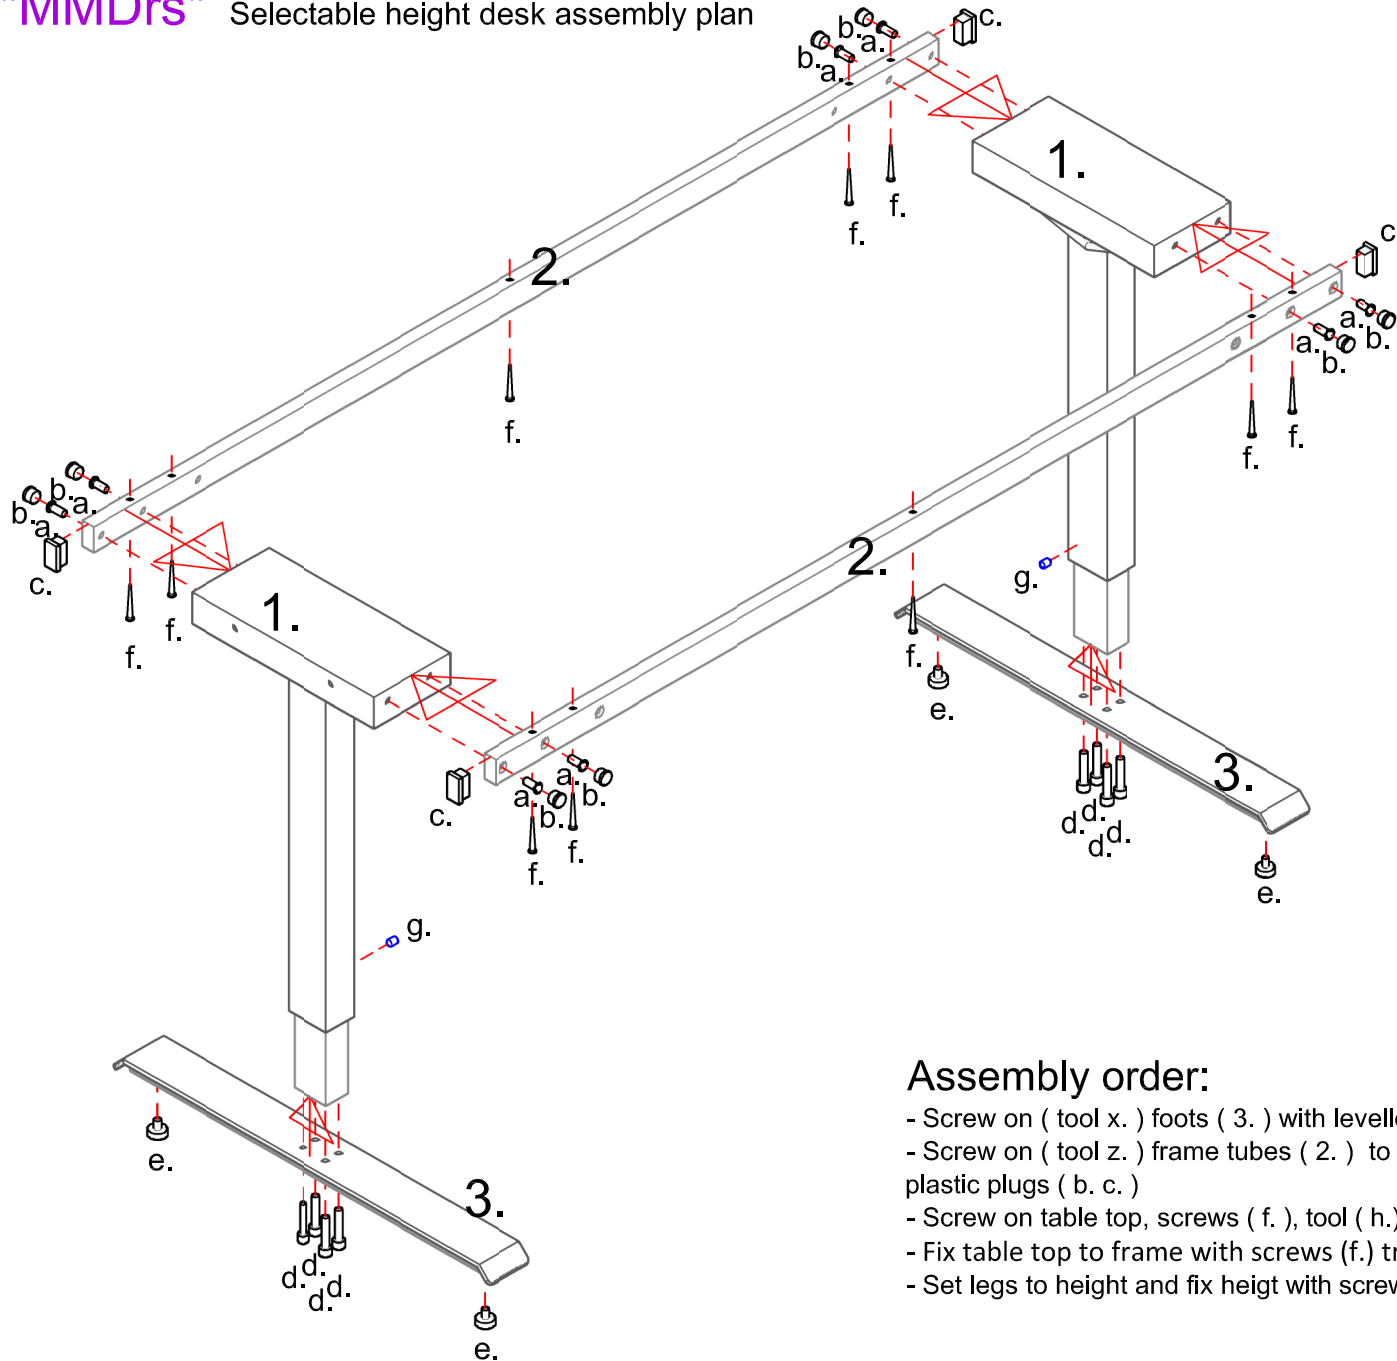 "MMDrs" Selectable height desk assembly plan
b. a. c.
b. a.
1.
f.
f.
c
2.
a. b.
a. b.
f.
f.
f.
b. a.
b. a.
c.
2.
g.
f.
f.
1.
f.
e.
a. b.
3.
c.
a. b.
d. d. d. d.
f.
f.
e.
g.
Assembly order:
- Screw on ( tool x. ) foots ( 3. ) with
- Screw on ( tool z. ) frame tubes ( 2. ) to
plastic plugs ( b. c. )
- Screw on table top, screws ( f. ), tool ( h.)
- Fix table top to frame with screws (f.)
- Set legs to height and fix heigt with
e.
3.
d. d. d. d.
e.